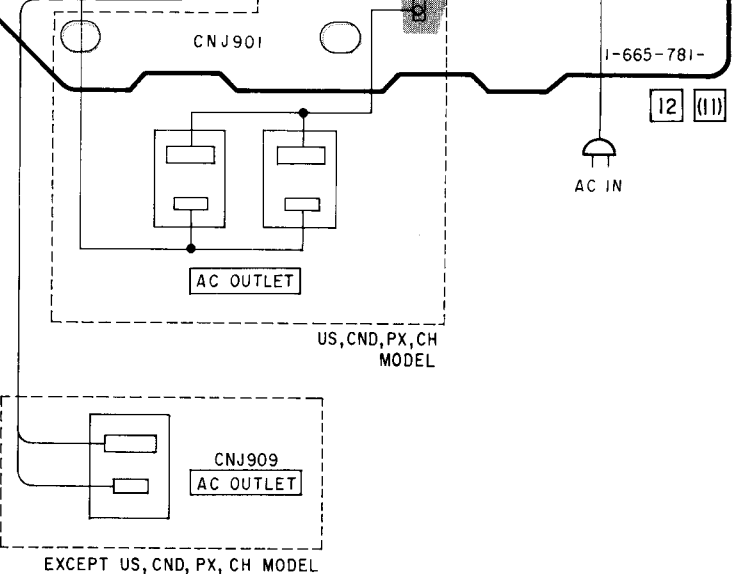 CNJ901
1-665-781-
12 (11)
AC IN
AC OUTLET
US,CND,PX,CH
MODEL
CNJ909
AC OUTLET
EXCEPT US,CND,PX,CH MODEL